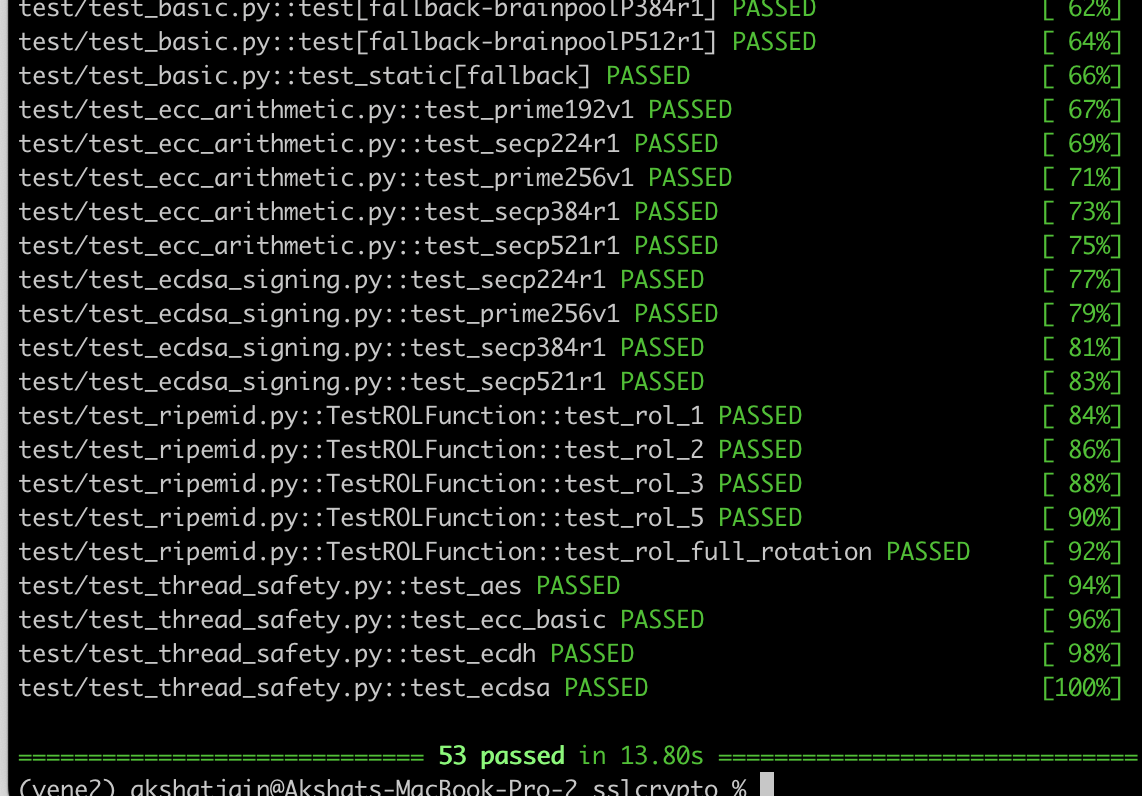 test/test_basic.py::test[fallback-brainpoolP384r1] PASSED [ 62%]
test/test_basic.py::test[fallback-brainpoolP512r1] PASSED [ 64%]
test/test_basic.py::test_static[fallback] PASSED [ 66%]
test/test_ecc_arithmetic.py::test_prime192v1 PASSED [ 67%]
test/test_ecc_arithmetic.py::test_secp224r1 PASSED [ 69%]
test/test_ecc_arithmetic.py::test_prime256v1 PASSED [ 71%]
test/test_ecc_arithmetic.py::test_secp384r1 PASSED [ 73%]
test/test_ecc_arithmetic.py::test_secp521r1 PASSED [ 75%]
test/test_ecdsa_signing.py::test_secp224r1 PASSED [ 77%]
test/test_ecdsa_signing.py::test_prime256v1 PASSED [ 79%]
test/test_ecdsa_signing.py::test_secp384r1 PASSED [ 81%]
test/test_ecdsa_signing.py::test_secp521r1 PASSED [ 83%]
test/test_ripemid.py::TestROLFunction::test_rol_1 PASSED [ 84%]
test/test_ripemid.py::TestROLFunction::test_rol_2 PASSED [ 86%]
test/test_ripemid.py::TestROLFunction::test_rol_3 PASSED [ 88%]
test/test_ripemid.py::TestROLFunction::test_rol_5 PASSED [ 90%]
test/test_ripemid.py::TestROLFunction::test_rol_full_rotation PASSED [ 92%]
test/test_thread_safety.py::test_aes PASSED [ 94%]
test/test_thread_safety.py::test_ecc_basic PASSED [ 96%]
test/test_thread_safety.py::test_ecdh PASSED [ 98%]
test/test_thread_safety.py::test_ecdsa PASSED [100%]
============================= 53 passed in 13.80s ==============================
(vene2) akshatjain@Akshats-MacBook-Pro-2 sslcrypto %